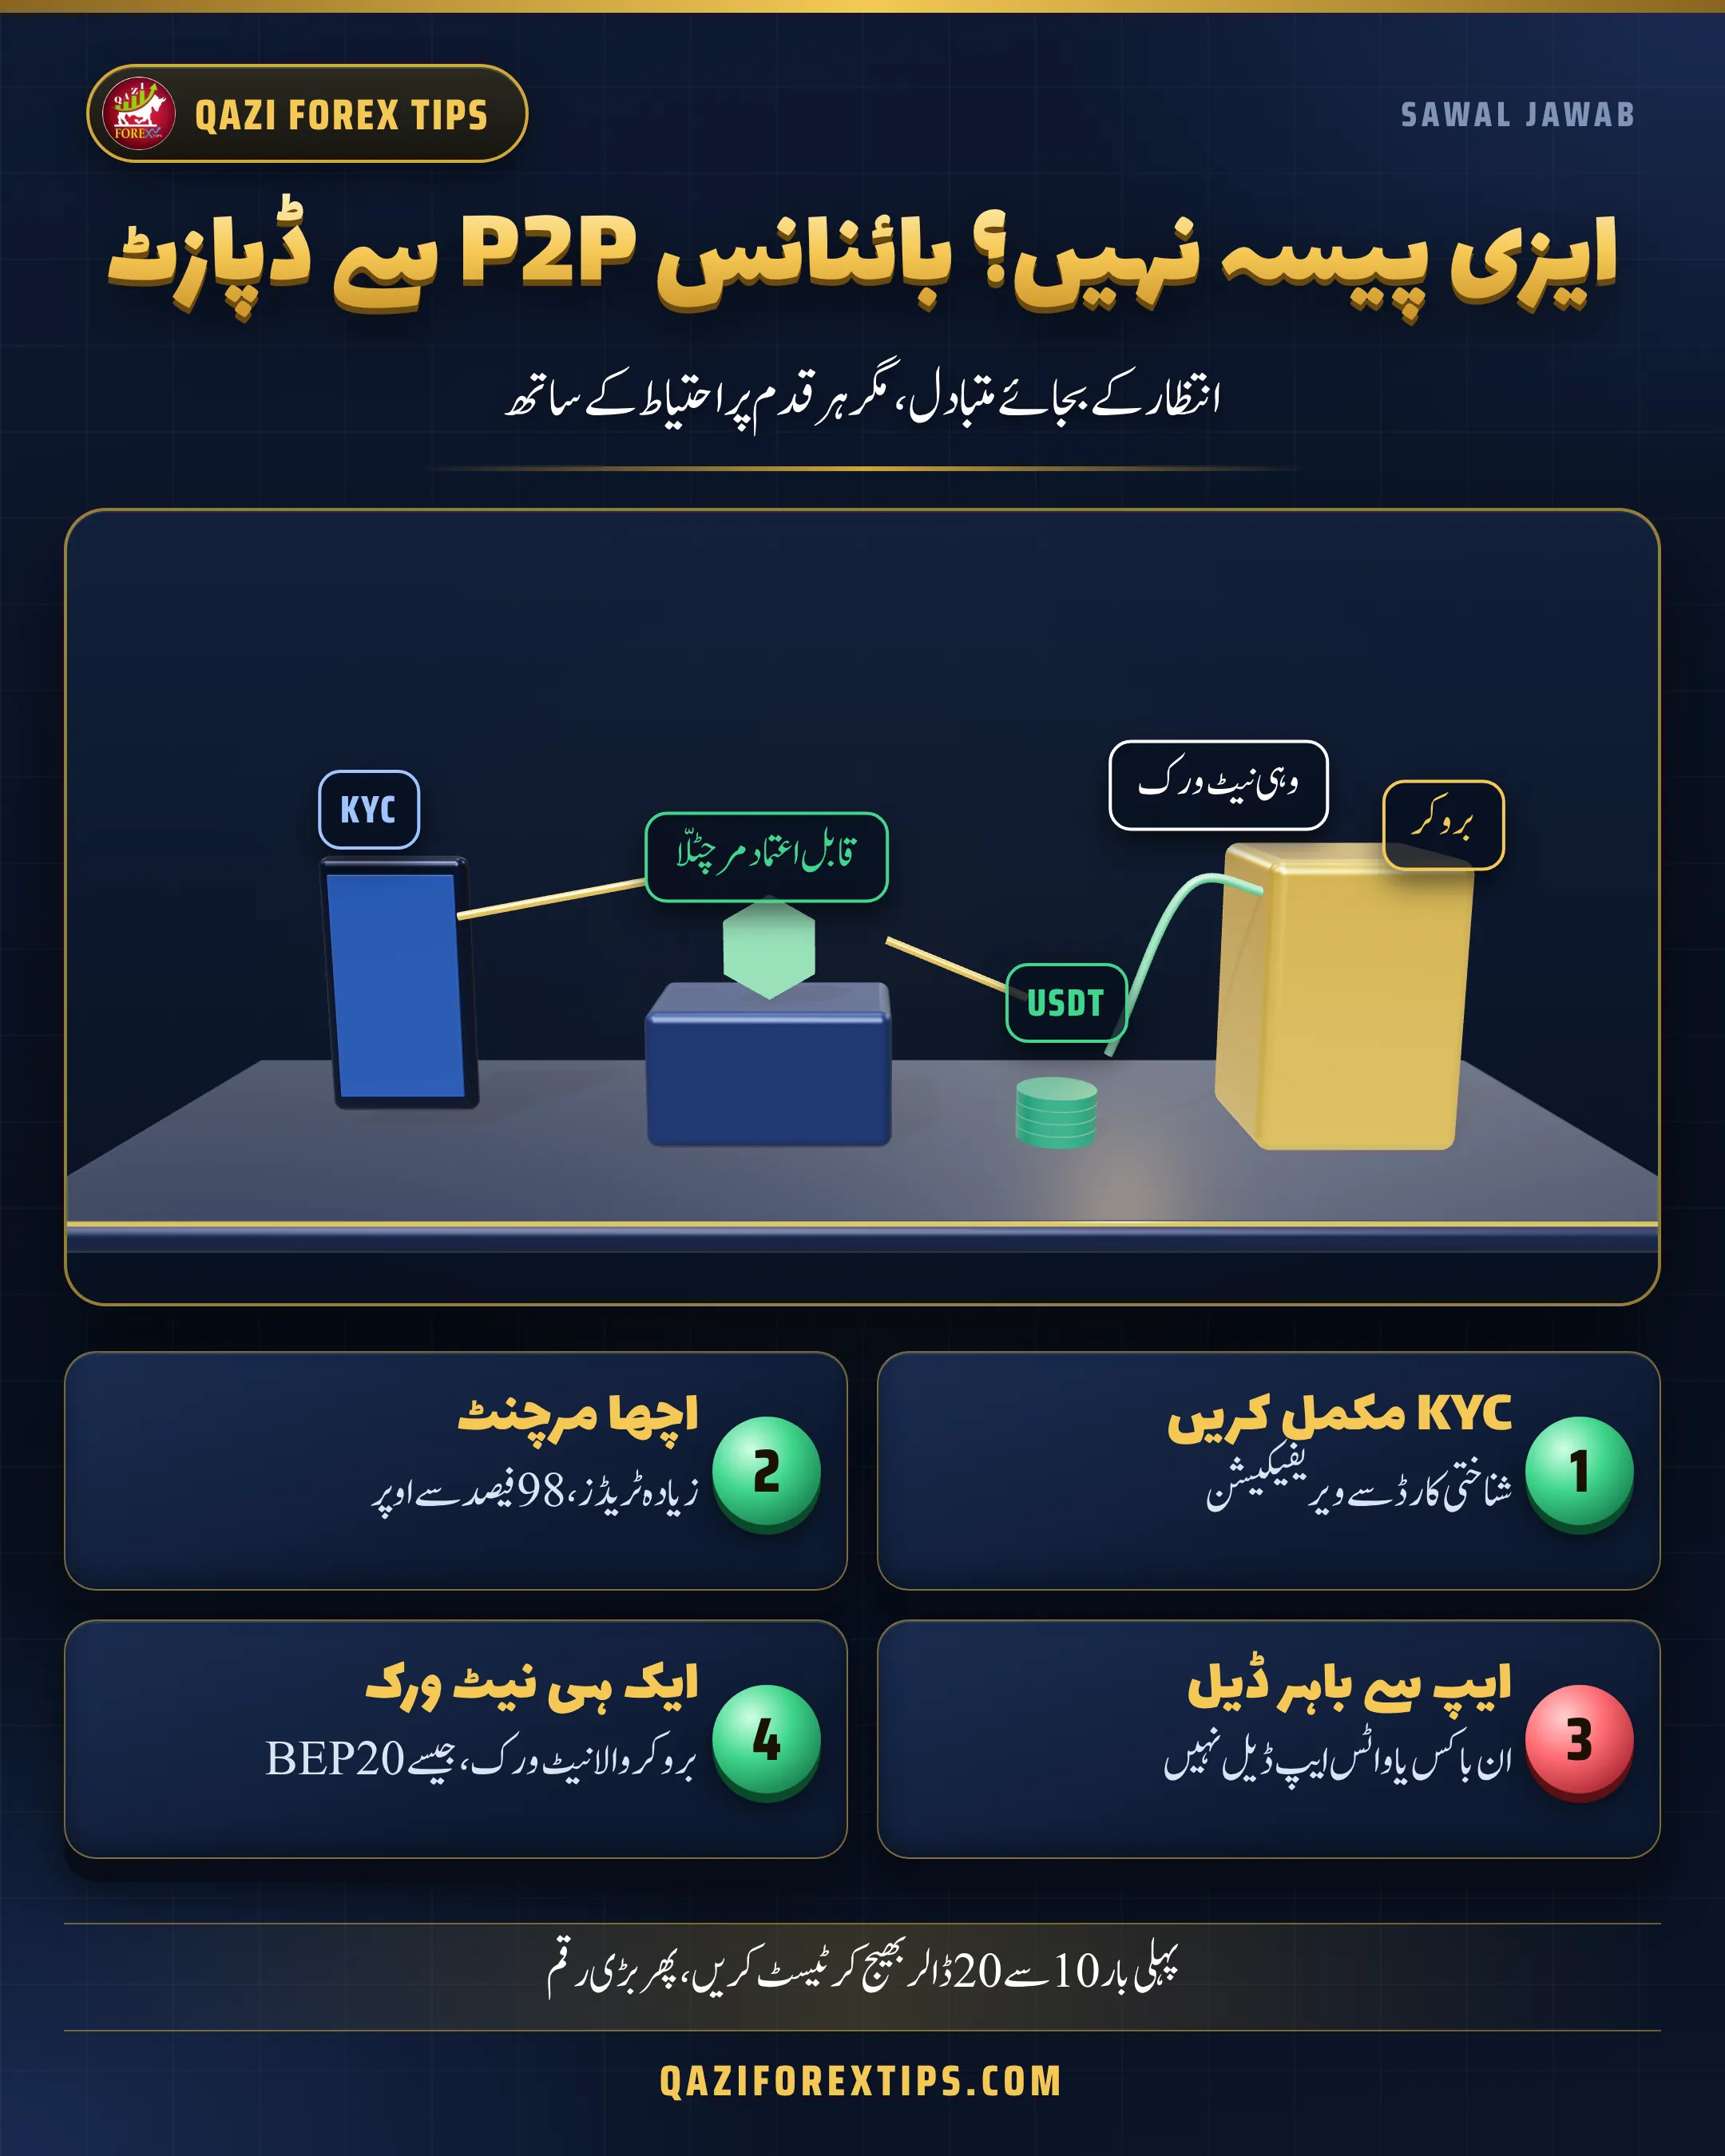 QAZI FOREX TIPS
SAWAL JAWAB
ایزی پیسہ نہیں؟ بائنانس P2P سے ڈپازٹ
انتظار کے بجائے متبادل، مگر ہر قدم پر احتیاط کے ساتھ
KYC
قابل اعتماد مر
USDT
وہی نیٹ ورک
بروکر
1
KYC مکمل کریں
شناختی کارڈ سے ویریفیکیشن
2
اچھا مرچنٹ
زیادہ ٹریڈز، 98 فیصد سے اوپر
3
ایپ سے باہر ڈیل
ان باکس یا واٹس ایپ ڈیل نہیں
4
ایک ہی نیٹ ورک
بروکر والا نیٹ ورک، جیسے BEP20
پہلی بار 10 سے 20 ڈالر بھیج کر ٹیسٹ کریں، پھر بڑی رقم
QAZIFOREXTIPS.COM